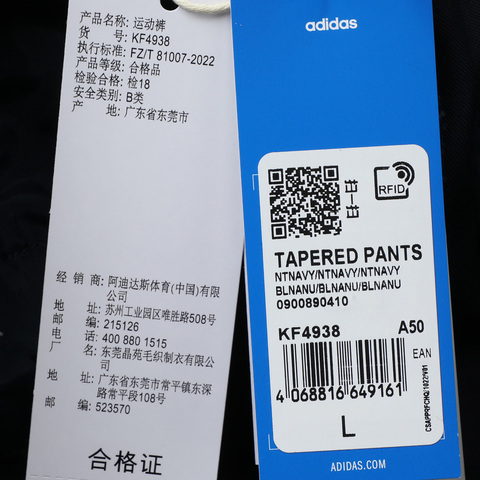 产品名称: 运动裤
货 号: KF4938
执行标准: FZ/T 81007-2022
产品等级: 合格品
检验合格: 检18
安全类别: B类
产 地: 广东省东莞市
经 销 商: 阿迪达斯体育(中国)有限
公司
地 址: 苏州工业园区唯胜路508号
邮 编: 215126
电 话: 400 880 1515
厂 名: 东莞晶苑毛织制衣有限公
司
地 址: 广东省东莞市常平镇东深
路常平段108号
邮 编: 523570
合格证
adidas
RFID
TAPERED PANTS
NTNAVY/NTNAVY/NTNAVY
BLNANU/BLNANU/BLNANU
0900890410
KF4938 A50
EAN
4 068816 649161
L
ADIDAS.COM